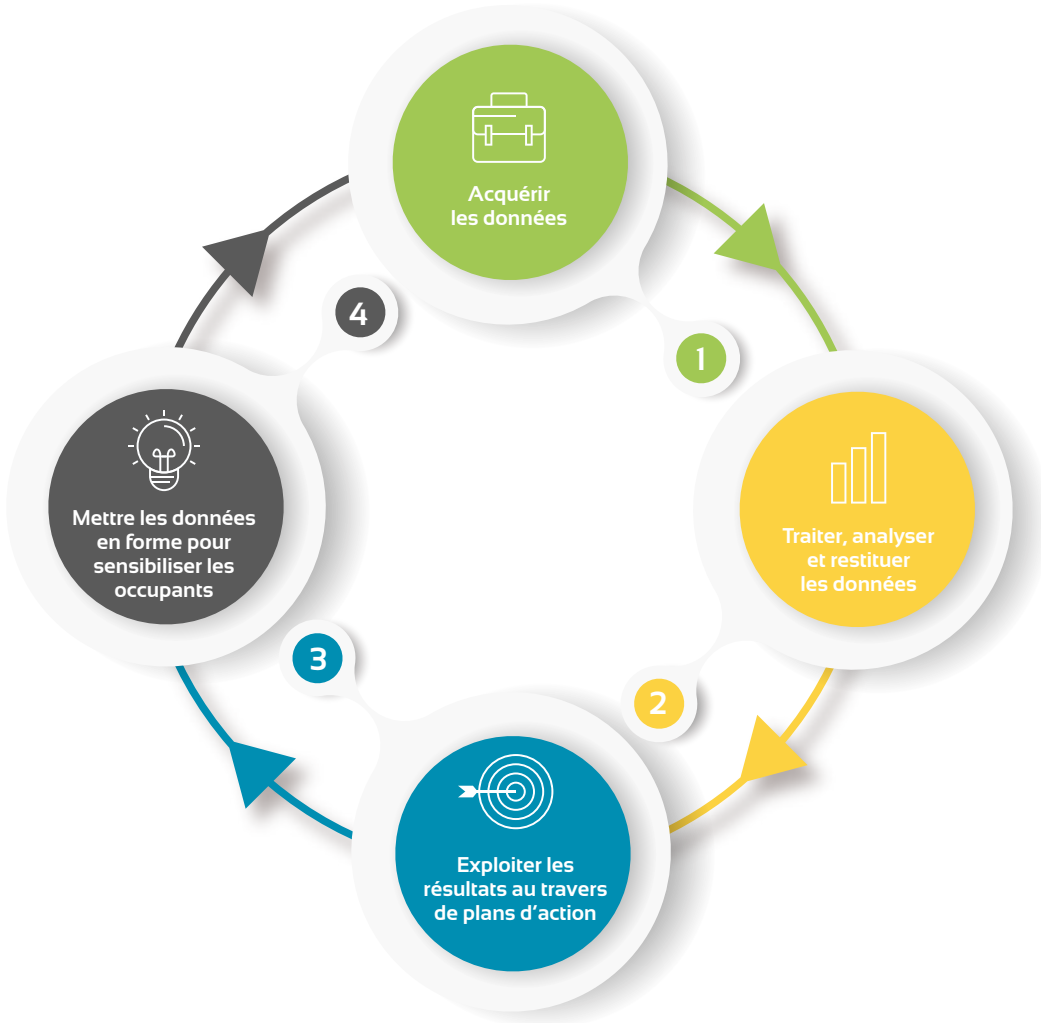 Acquérir
les données
1
Traiter, analyser
et restituer
les données
2
Exploiter les
résultats au travers
de plans d'action
3
Mettre les données
en forme pour
sensibiliser les
occupants
4